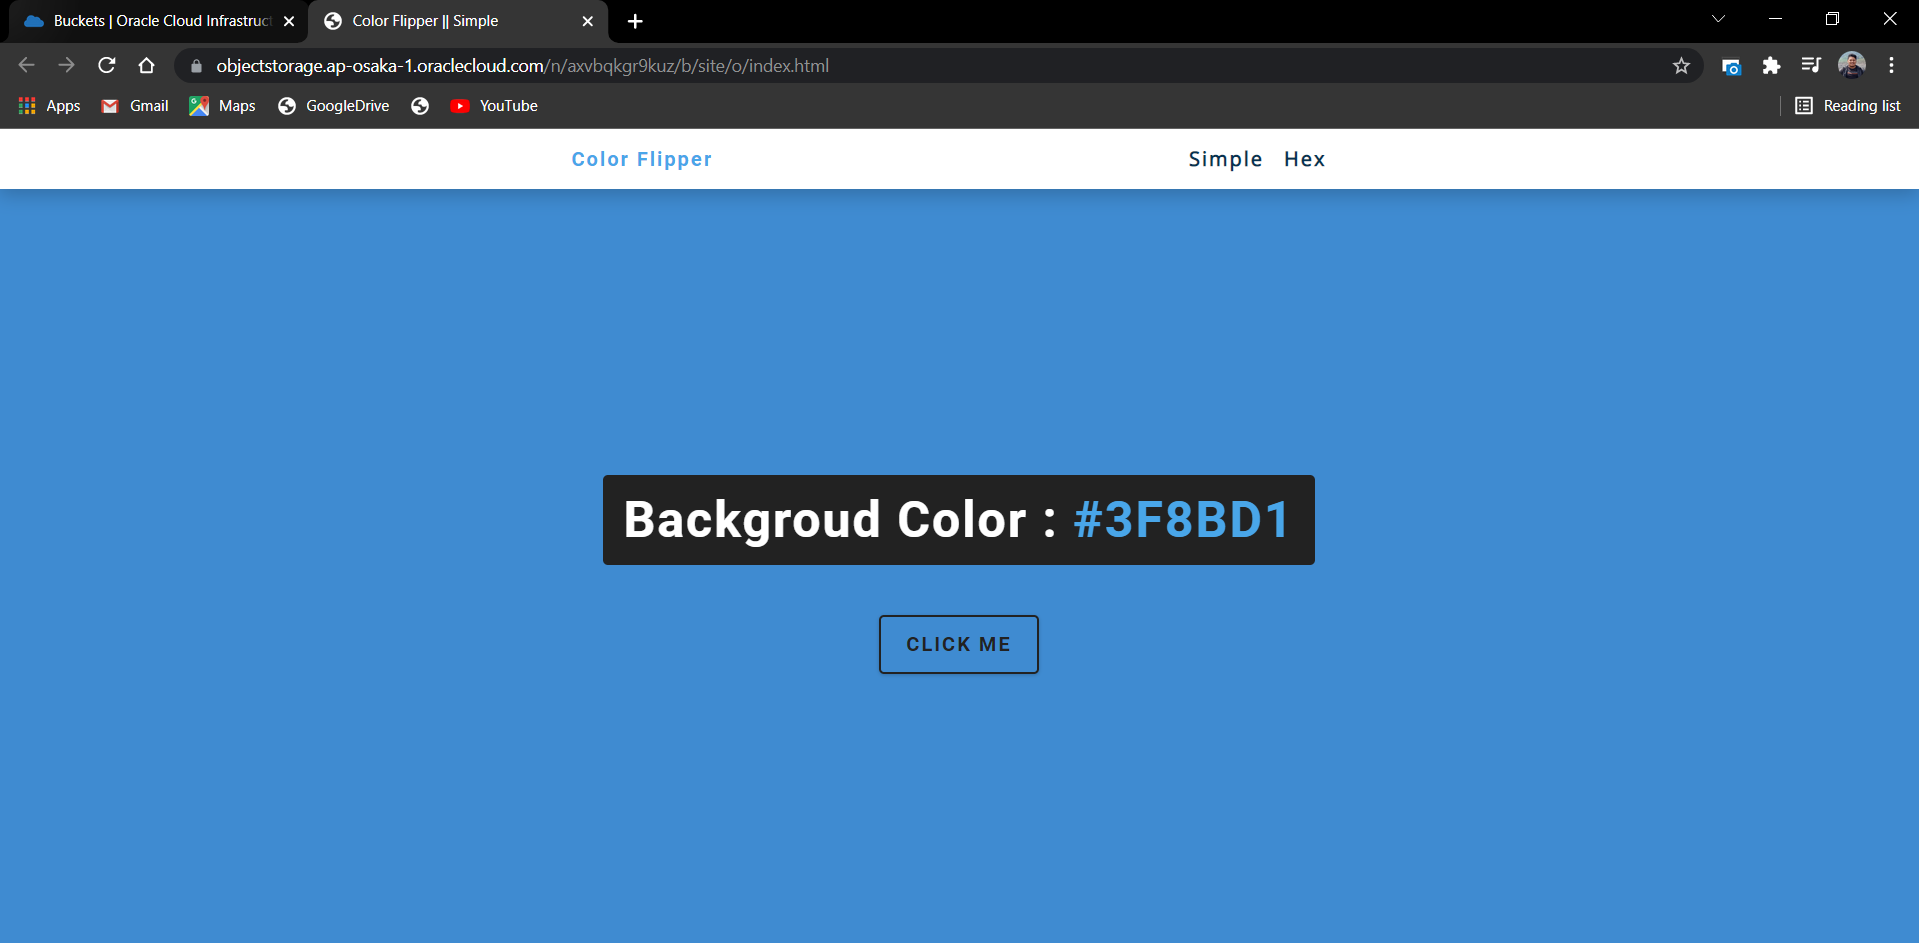 Buckets | Oracle Cloud Infrastruct
Color Flipper || Simple
objectstorage.ap-osaka-1.oraclecloud.com/n/axvbqkgr9kuz/b/site/o/index.html
Apps Gmail Maps GoogleDrive YouTube Reading list
Color Flipper Simple Hex
Backgroud Color : #3F8BD1
CLICK ME